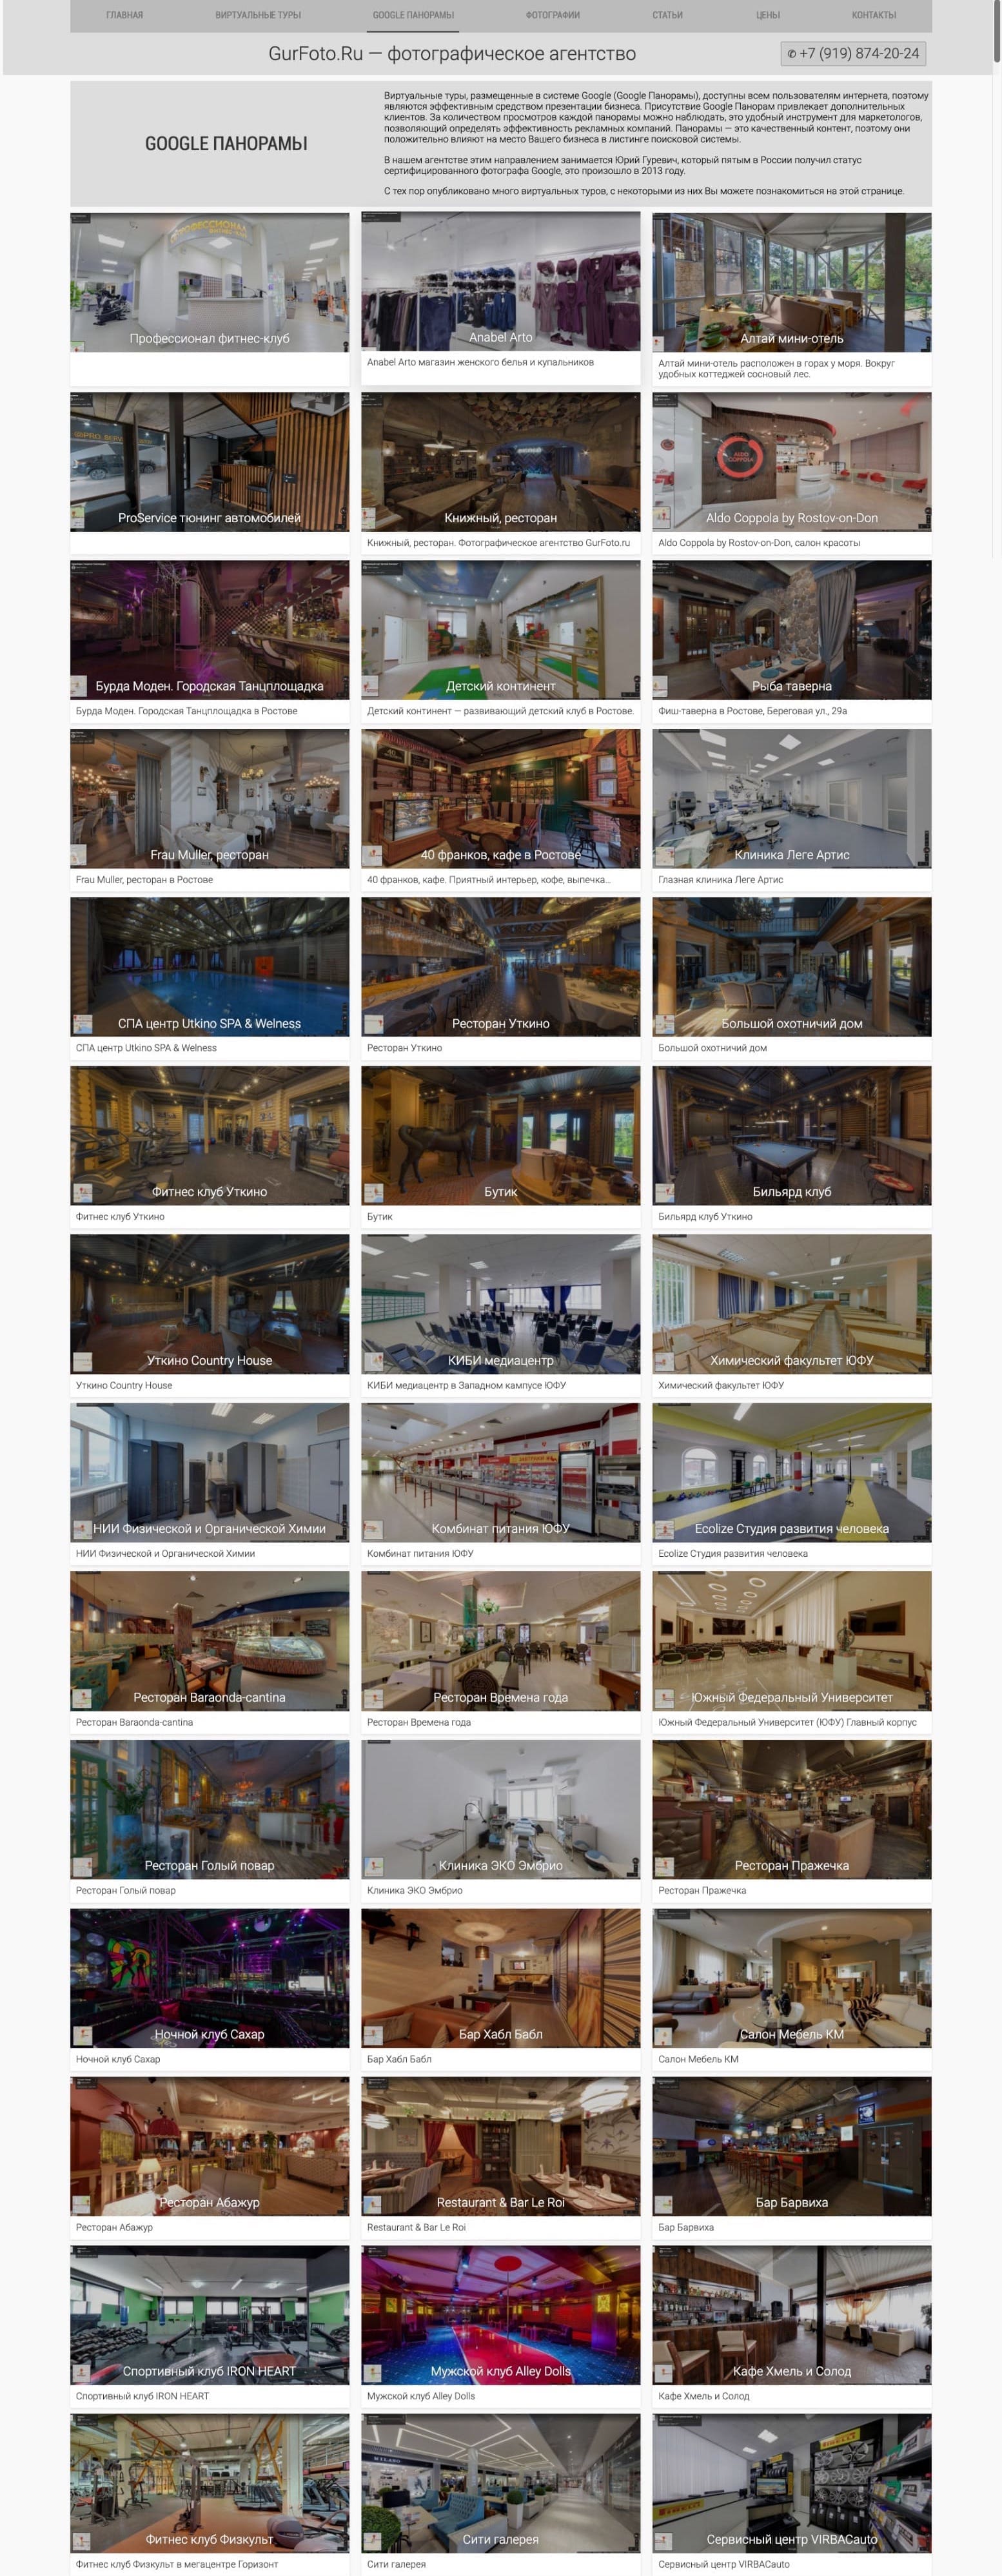 ГЛАВНАЯ ВИРТУАЛЬНЫЕ ТУРЫ GOOGLE ПАНОРАМЫ ФОТОГРАФИИ СТАТЬИ ЦЕНЫ КОНТАКТЫ
GurFoto.Ru — фотографическое агентство
✆ +7 (919) 874-20-24
GOOGLE ПАНОРАМЫ
Виртуальные туры, размещенные в системе Google (Google Панорамы), доступны всем пользователям интернета, поэтому
являются эффективным средством презентации бизнеса. Присутствие Google Панорам привлекает дополнительных
клиентов. За количеством просмотров каждой панорамы можно наблюдать, это удобный инструмент для маркетологов,
позволяющий определять эффективность рекламных компаний. Панорамы — это качественный контент, поэтому они
положительно влияют на место Вашего бизнеса в листинге поисковой системы.
В нашем агентстве этим направлением занимается Юрий Гуревич, который пятым в России получил статус
сертифицированного фотографа Google, это произошло в 2013 году.
С тех пор опубликовано много виртуальных туров, с некоторыми из них Вы можете познакомиться на этой странице.
Профессионал фитнес-клуб
Anabel Arto
Anabel Arto магазин женского белья и купальников
Алтай мини-отель
Алтай мини-отель расположен в горах у моря. Вокруг
удобных коттеджей сосновый лес.
ProService тюнинг автомобилей
Книжный, ресторан
Книжный, ресторан. Фотографическое агентство GurFoto.ru
ALDO
COPPOLA
Aldo Coppola by Rostov-on-Don
Aldo Coppola by Rostov-on-Don, салон красоты
Бурда Моден. Городская Танцплощадка
Бурда Моден. Городская Танцплощадка в Ростове
Детский континент
Детский континент — развивающий детский клуб в Ростове.
Рыба таверна
Фиш-таверна в Ростове, Береговая ул., 29а
Frau Muller, ресторан
Frau Muller, ресторан в Ростове
40 франков, кафе в Ростове
40 франков, кафе. Приятный интерьер, кофе, выпечка...
Клиника Леге Артис
Глазная клиника Леге Артис
СПА центр Utkino SPA & Welness
СПА центр Utkino SPA & Welness
Ресторан Уткино
Ресторан Уткино
Большой охотничий дом
Большой охотничий дом
Фитнес клуб Уткино
Фитнес клуб Уткино
Бутик
Бутик
Бильярд клуб
Бильярд клуб Уткино
Уткино Country House
Уткино Country House
КИБИ медиацентр
КИБИ медиацентр в Западном кампусе ЮФУ
Химический факультет ЮФУ
Химический факультет ЮФУ
НИИ Физической и Органической Химии
НИИ Физической и Органической Химии
Комбинат питания ЮФУ
Комбинат питания ЮФУ
Ecolize Студия развития человека
Ecolize Студия развития человека
Ресторан Baraonda-cantina
Ресторан Baraonda-cantina
Ресторан Времена года
Ресторан Времена года
Южный Федеральный Университет
Южный Федеральный Университет (ЮФУ) Главный корпус
Ресторан Голый повар
Ресторан Голый повар
Клиника ЭКО Эмбрио
Клиника ЭКО Эмбрио
Ресторан Пражечка
Ресторан Пражечка
Ночной клуб Сахар
Ночной клуб Сахар
Бар Хабл Бабл
Бар Хабл Бабл
Салон Мебель КМ
Салон Мебель КМ
Ресторан Абажур
Ресторан Абажур
Restaurant & Bar Le Roi
Restaurant & Bar Le Roi
Бар Барвиха
Бар Барвиха
Спортивный клуб IRON HEART
Спортивный клуб IRON HEART
Мужской клуб Alley Dolls
Мужской клуб Alley Dolls
Кафе Хмель и Солод
Кафе Хмель и Солод
Фитнес клуб Физкульт
Фитнес клуб Физкульт в мегацентре Горизонт
Сити галерея
Сити галерея
Сервисный центр VIRBACauto
Сервисный центр VIRBACauto